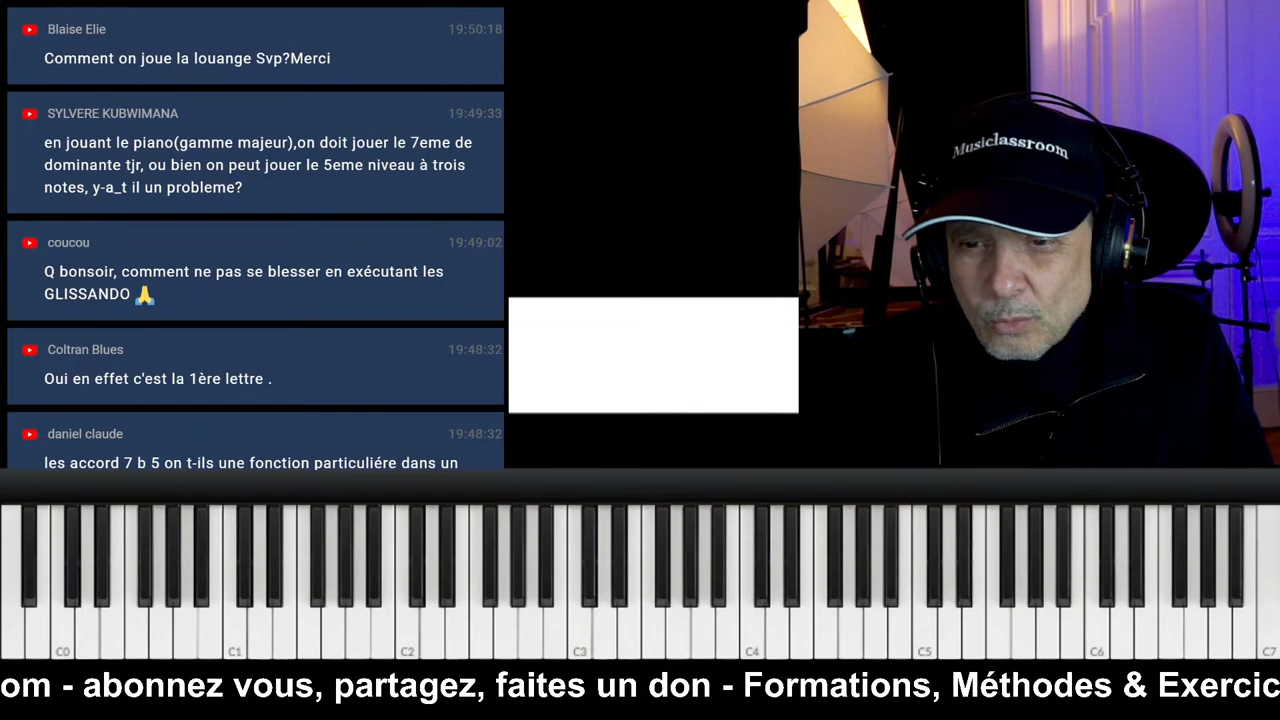 Blaise Elie
19:50:18
Comment on joue la louange Svp?Merci
SYLVERE KUBWIMANA
19:49:33
en jouant le piano(gamme majeur),on doit jouer le 7eme de
dominante tjr, ou bien on peut jouer le 5eme niveau à trois
notes, y-a_t il un probleme?
coucou
19:49:02
Q bonsoir, comment ne pas se blesser en exécutant les
GLISSANDO 🙏
Coltran Blues
19:48:32
Oui en effet c'est la 1ère lettre .
daniel claude
19:48:32
les accord 7 b 5 on t-ils une fonction particuliére dans un
Musiclassroom
C0 C1 C2 C3 C4 C5 C6 C7
om - abonnez vous, partagez, faites un don - Formations, Méthodes & Exercic